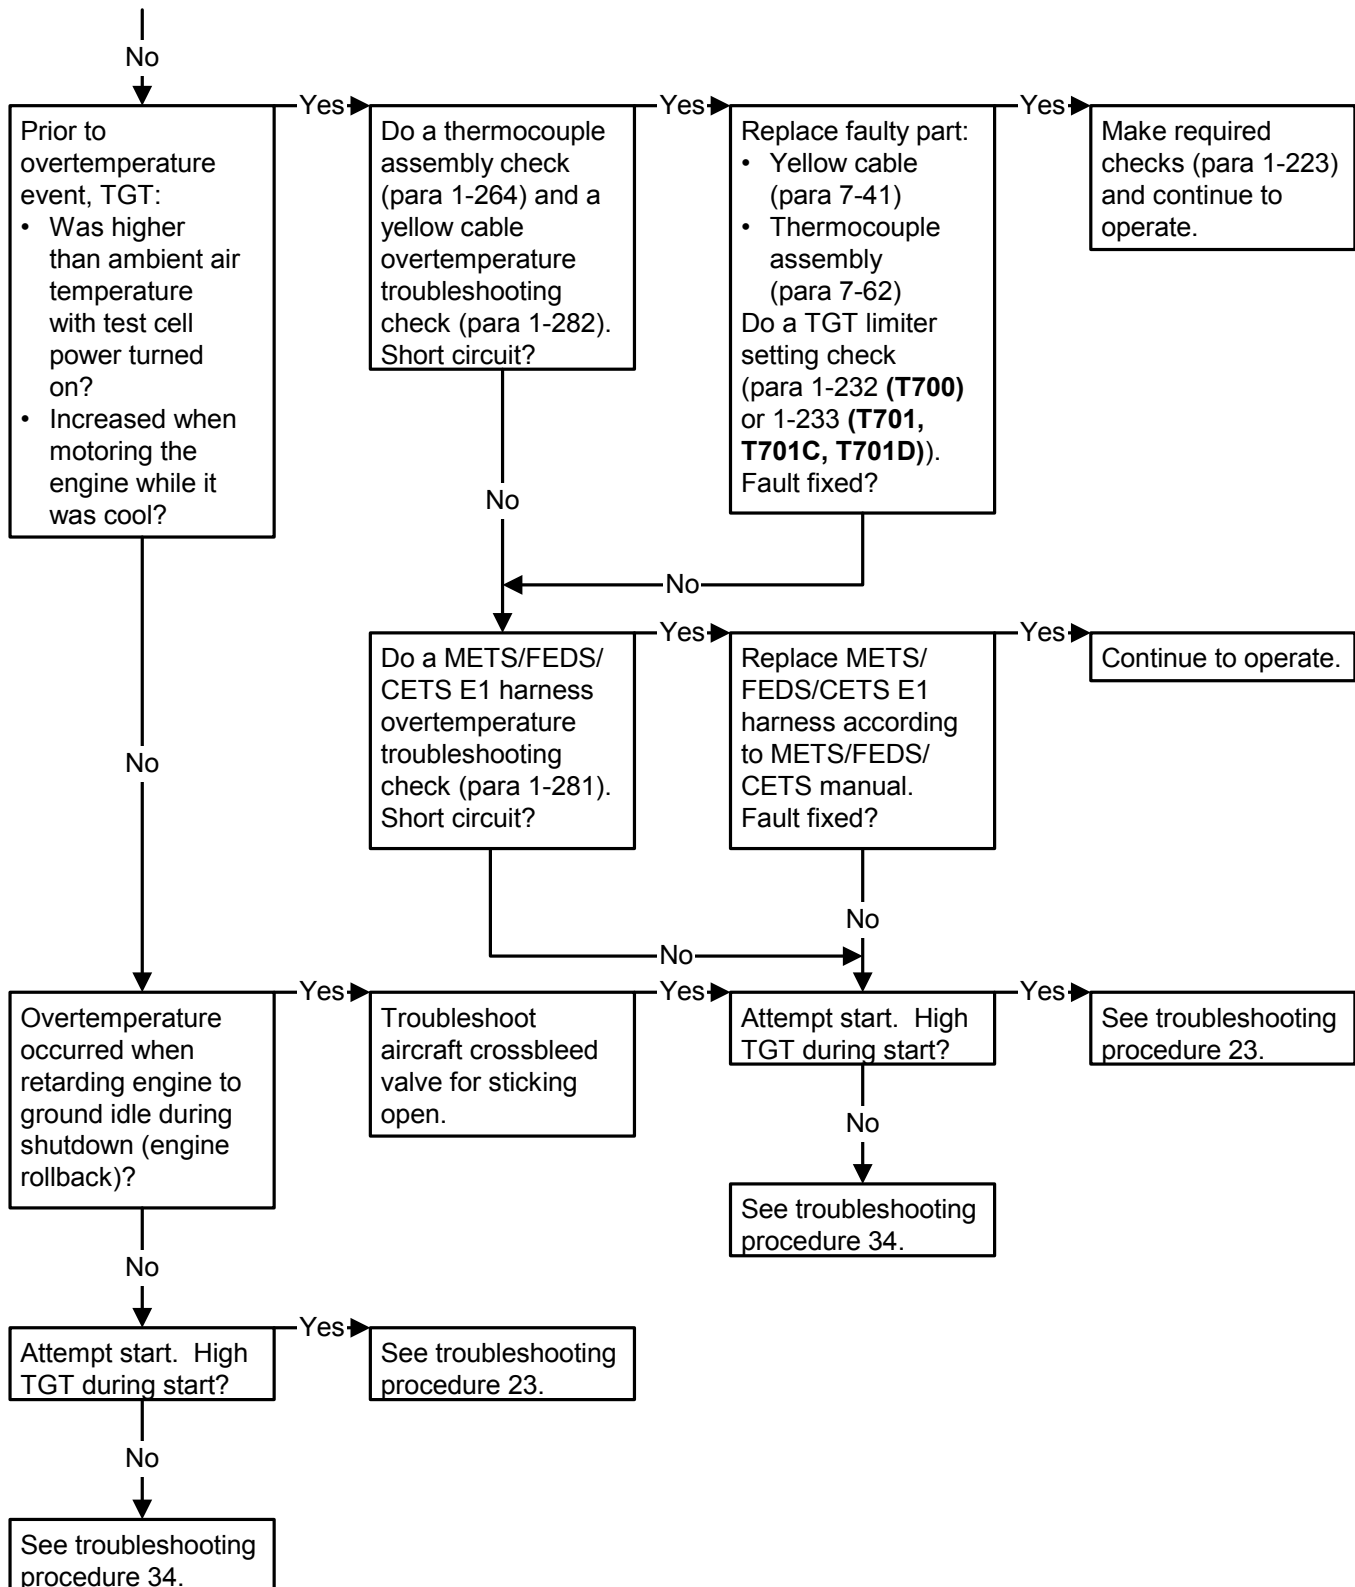 No
Yes
Yes
Yes
Prior to
overtemperature
event, TGT:
• Was higher
than ambient air
temperature
with test cell
power turned
on?
• Increased when
motoring the
engine while it
was cool?
Do a thermocouple
assembly check
(para 1-264) and a
yellow cable
overtemperature
troubleshooting
check (para 1-282).
Short circuit?
Replace faulty part:
• Yellow cable
(para 7-41)
• Thermocouple
assembly
(para 7-62)
Do a TGT limiter
setting check
(para 1-232 (T700)
or 1-233 (T701,
T701C, T701D)).
Fault fixed?
Make required
checks (para 1-223)
and continue to
operate.
No
No
Yes
Yes
Do a METS/FEDS/
CETS E1 harness
overtemperature
troubleshooting
check (para 1-281).
Short circuit?
Replace METS/
FEDS/CETS E1
harness according
to METS/FEDS/
CETS manual.
Fault fixed?
Continue to operate.
No
No
No
Yes
Yes
Yes
Overtemperature
occurred when
retarding engine to
ground idle during
shutdown (engine
rollback)?
Troubleshoot
aircraft crossbleed
valve for sticking
open.
Attempt start.  High
TGT during start?
See troubleshooting
procedure 23.
No
See troubleshooting
procedure 34.
No
Yes
Attempt start.  High
TGT during start?
See troubleshooting
procedure 23.
No
See troubleshooting
procedure 34.